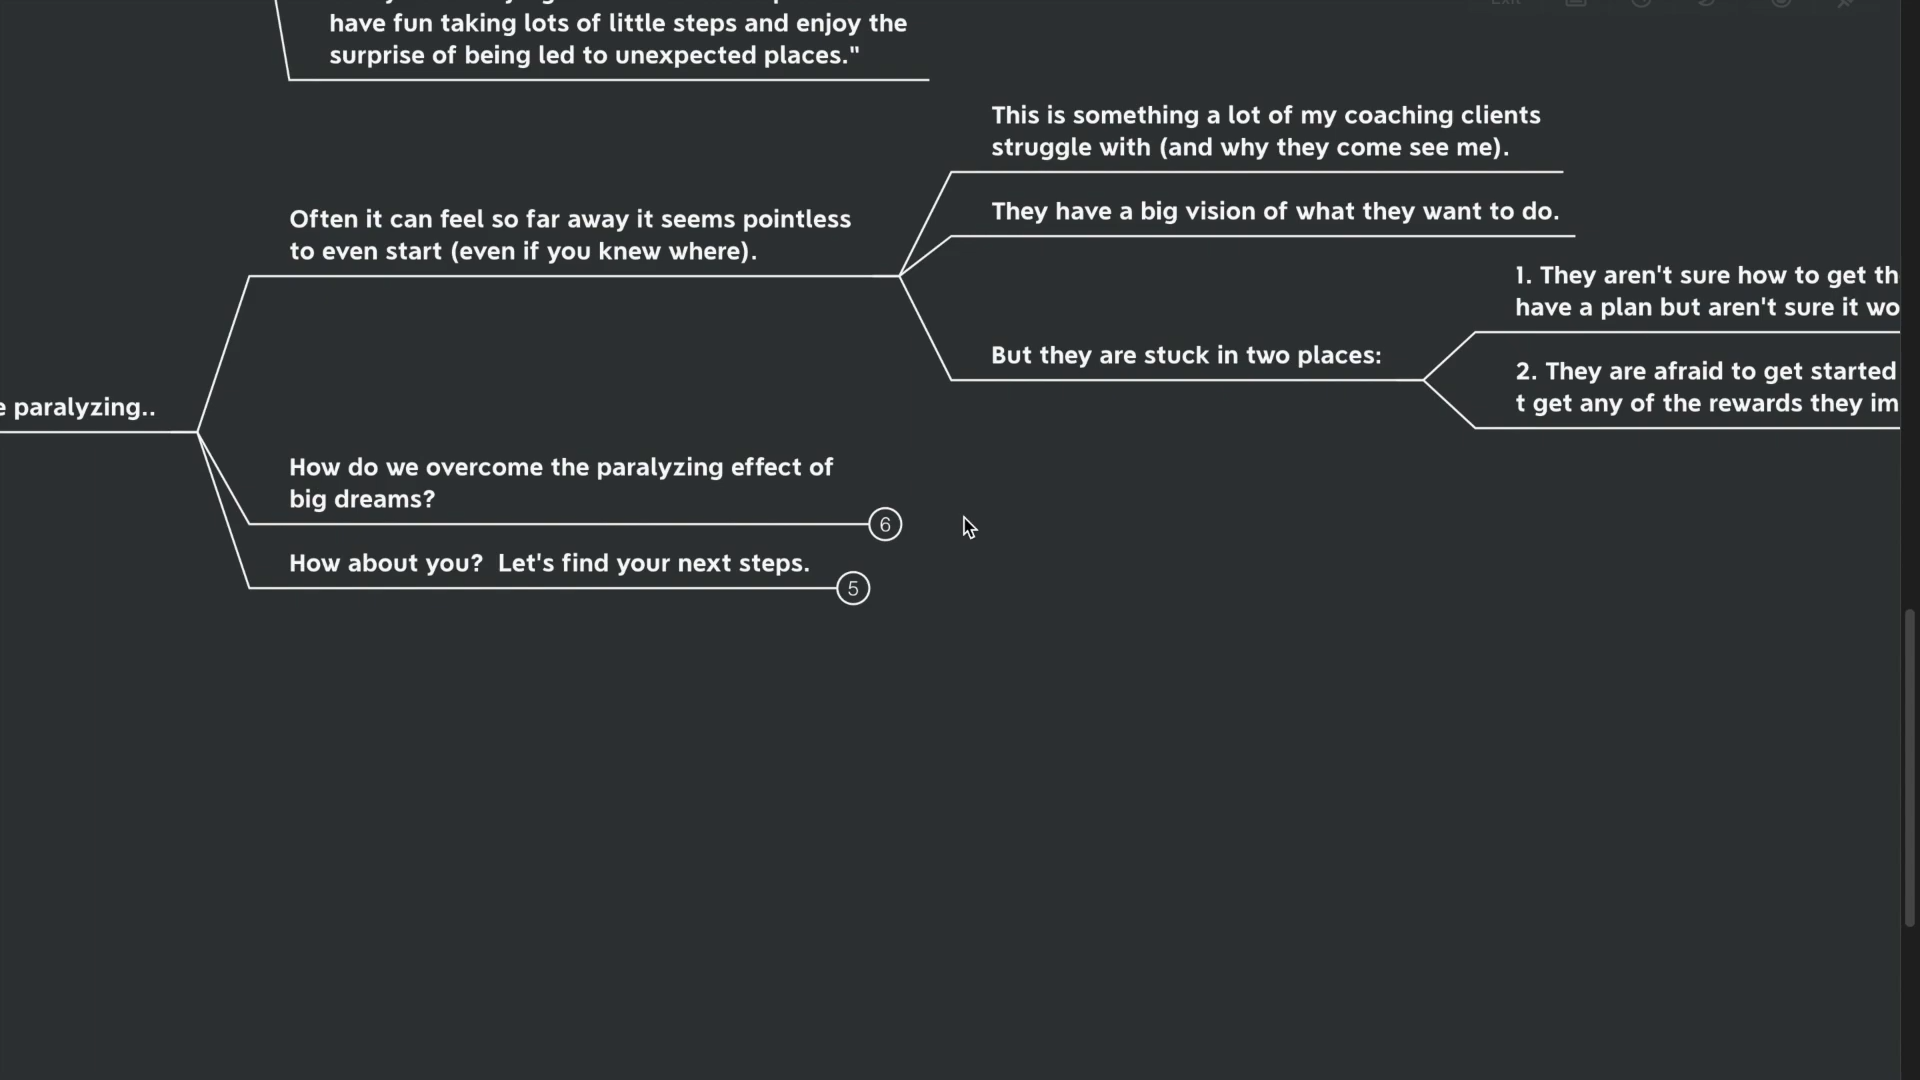 have fun taking lots of little steps and enjoy the
surprise of being led to unexpected places."
This is something a lot of my coaching clients
struggle with (and why they come see me).
Often it can feel so far away it seems pointless
to even start (even if you knew where).
They have a big vision of what they want to do.
1. They aren't sure how to get th
have a plan but aren't sure it wo
But they are stuck in two places:
2. They are afraid to get started
t get any of the rewards they im
e paralyzing..
How do we overcome the paralyzing effect of
big dreams?
6
How about you? Let's find your next steps.
5